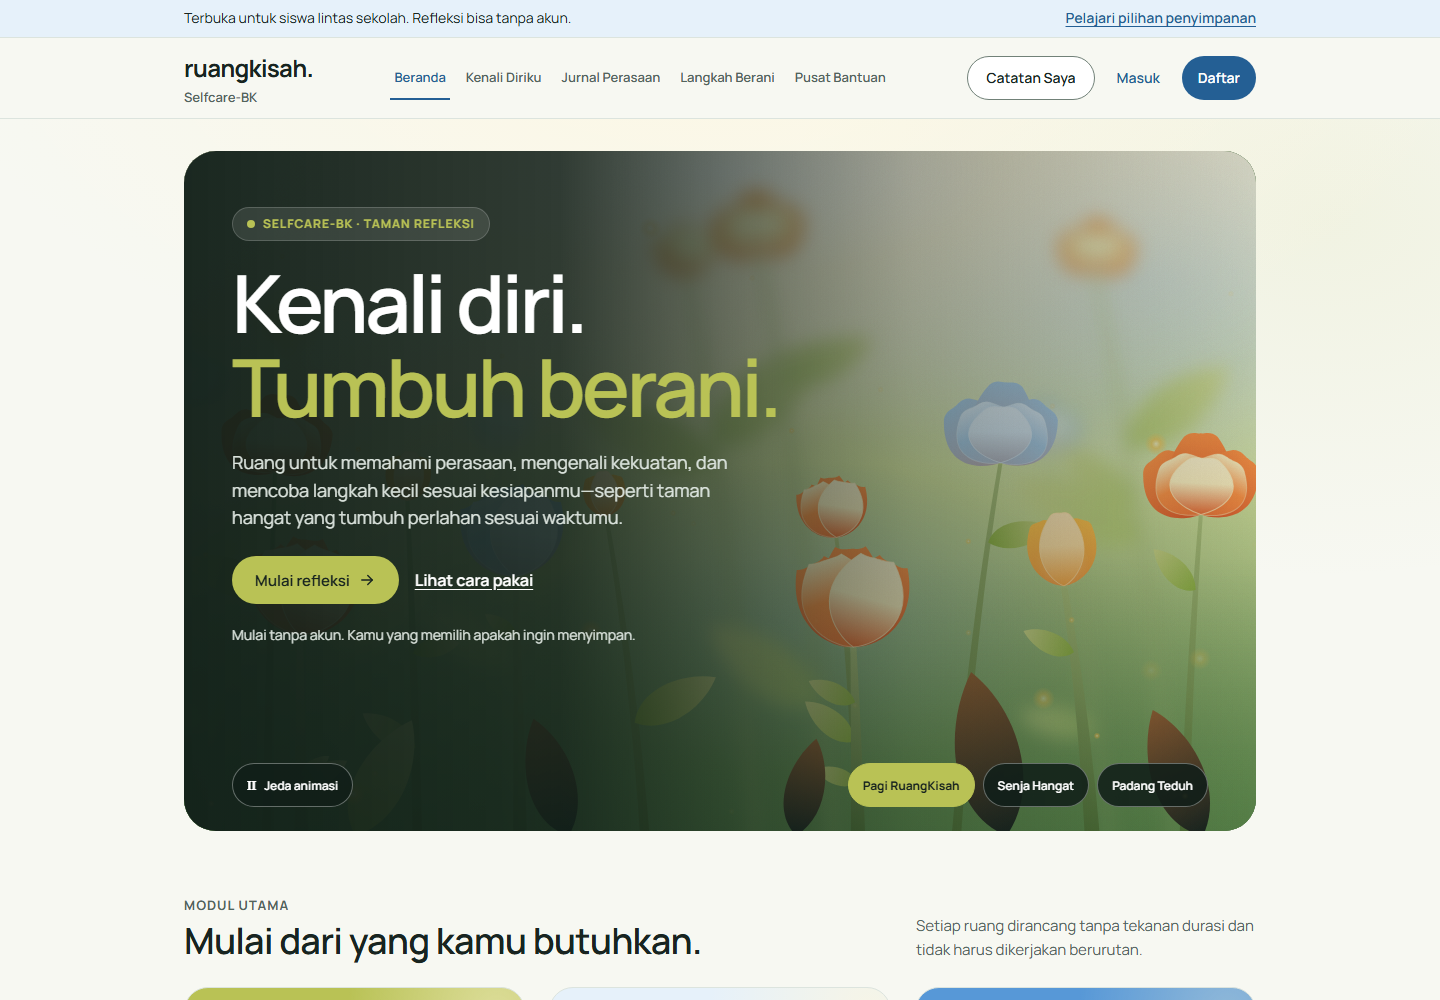 Terbuka untuk siswa lintas sekolah. Refleksi bisa tanpa akun.
Pelajari pilihan penyimpanan
ruangkisah.
Selfcare-BK
Beranda
Kenali Diriku
Jurnal Perasaan
Langkah Berani
Pusat Bantuan
Catatan Saya
Masuk
Daftar
SELFCARE-BK · TAMAN REFLEKSI
Kenali diri.
Tumbuh berani.
Ruang untuk memahami perasaan, mengenali kekuatan, dan
mencoba langkah kecil sesuai kesiapanmu—seperti taman
hangat yang tumbuh perlahan sesuai waktumu.
Mulai refleksi →
Lihat cara pakai
Mulai tanpa akun. Kamu yang memilih apakah ingin menyimpan.
Jeda animasi
Pagi RuangKisah
Senja Hangat
Padang Teduh
MODUL UTAMA
Mulai dari yang kamu butuhkan.
Setiap ruang dirancang tanpa tekanan durasi dan
tidak harus dikerjakan berurutan.